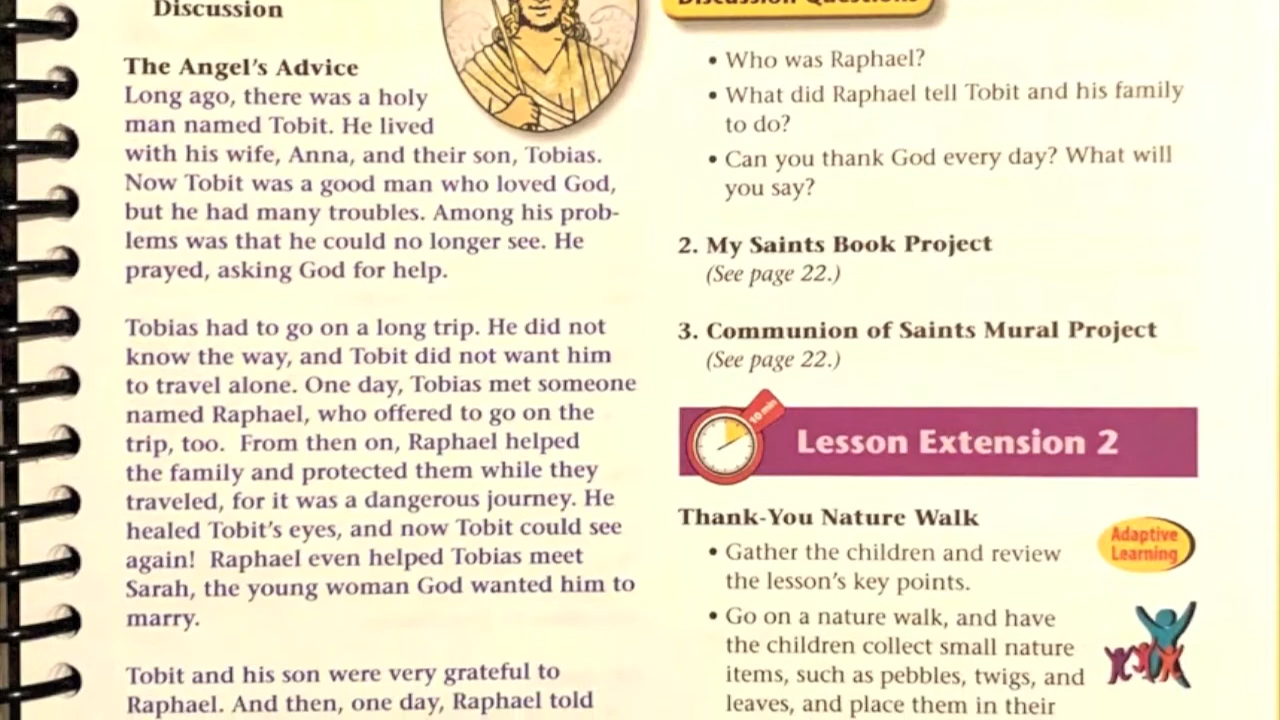 Discussion
The Angel's Advice
Long ago, there was a holy
man named Tobit. He lived
with his wife, Anna, and their son, Tobias.
Now Tobit was a good man who loved God,
but he had many troubles. Among his prob-
lems was that he could no longer see. He
prayed, asking God for help.
Tobias had to go on a long trip. He did not
know the way, and Tobit did not want him
to travel alone. One day, Tobias met someone
named Raphael, who offered to go on the
trip, too. From then on, Raphael helped
the family and protected them while they
traveled, for it was a dangerous journey. He
healed Tobit's eyes, and now Tobit could see
again! Raphael even helped Tobias meet
Sarah, the young woman God wanted him to
marry.
Tobit and his son were very grateful to
Raphael. And then, one day, Raphael told
Discussion Questions
• Who was Raphael?
• What did Raphael tell Tobit and his family
to do?
• Can you thank God every day? What will
you say?
2. My Saints Book Project
(See page 22.)
3. Communion of Saints Mural Project
(See page 22.)
10 min
Lesson Extension 2
Thank-You Nature Walk
Adaptive
Learning
• Gather the children and review
the lesson's key points.
• Go on a nature walk, and have
the children collect small nature
items, such as pebbles, twigs, and
leaves, and place them in their